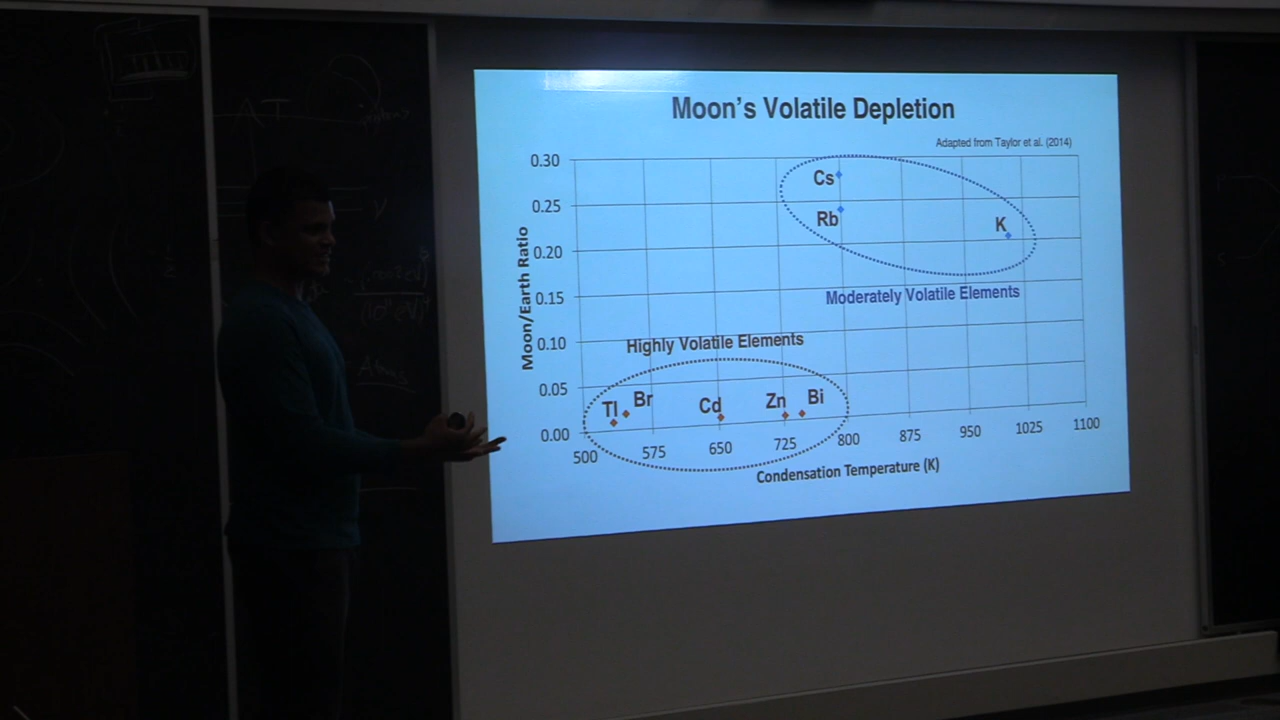 Moon's Volatile Depletion
Adapted from Taylor et al. (2014)
0.30
0.25
0.20
0.15
0.10
0.05
0.00
Moon/Earth Ratio
Cs
Rb
K
Moderately Volatile Elements
Highly Volatile Elements
Tl Br Cd Zn Bi
500 575 650 725 800 875 950 1025 1100
Condensation Temperature (K)